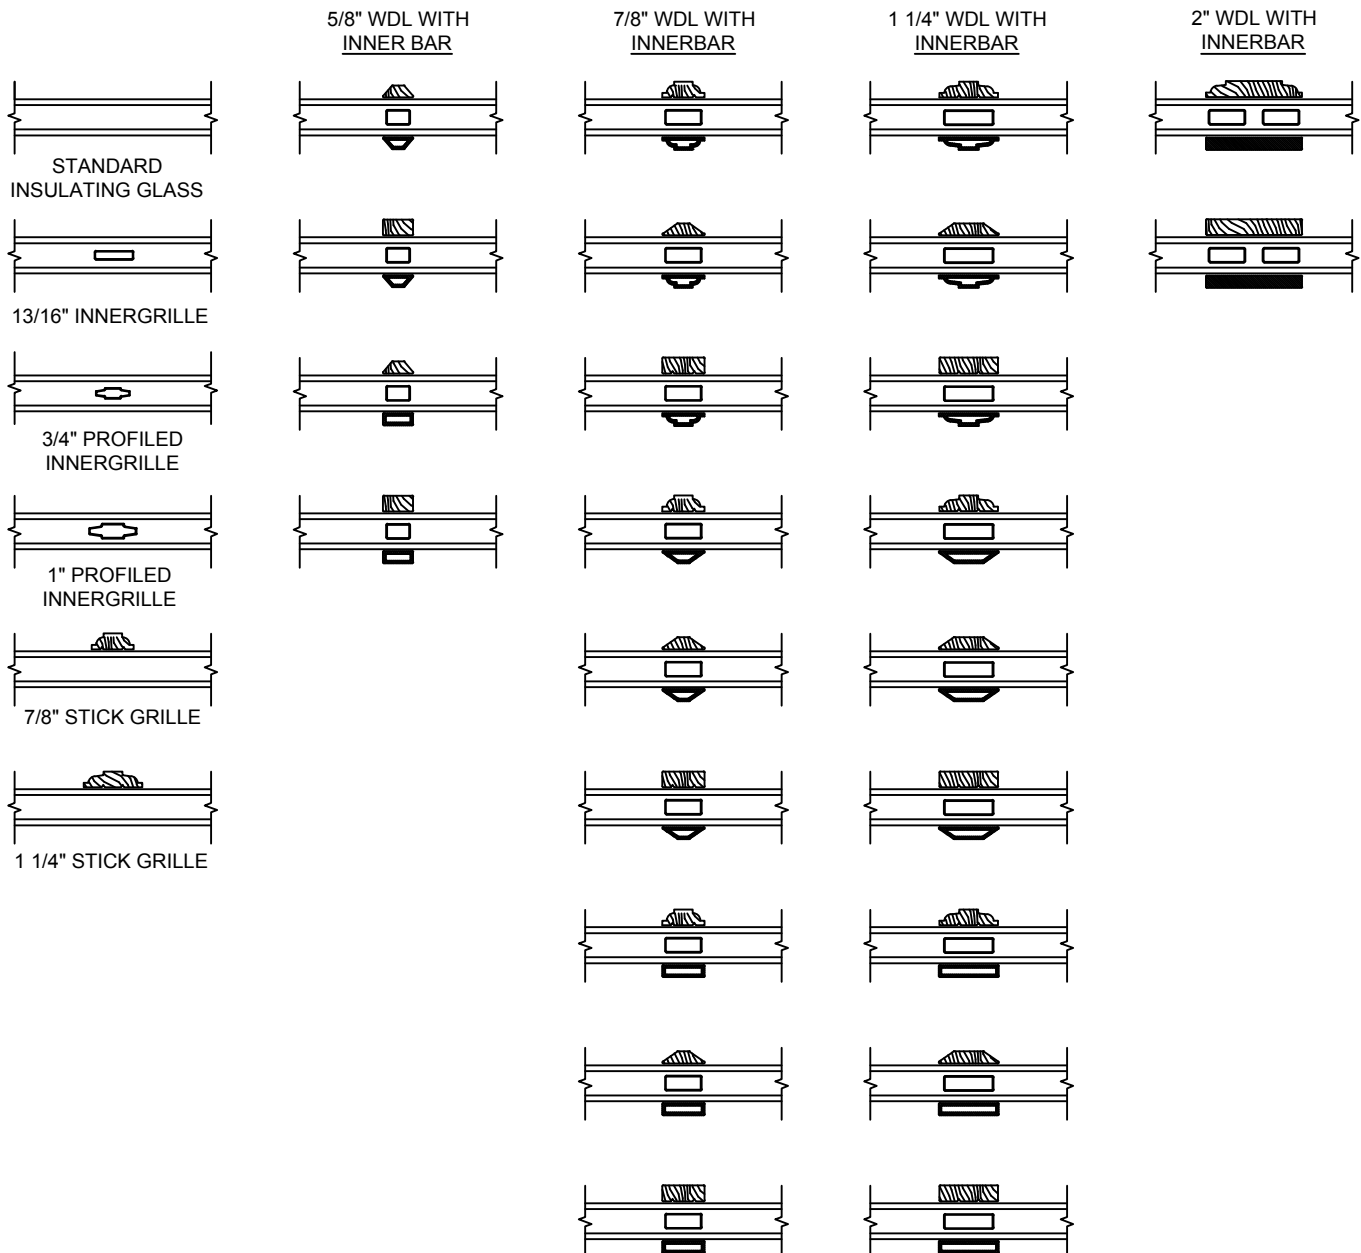 5/8" WDL WITH
INNER BAR
7/8" WDL WITH
INNERBAR
1 1/4" WDL WITH
INNERBAR
2" WDL WITH
INNERBAR
STANDARD
INSULATING GLASS
13/16" INNERGRILLE
3/4" PROFILED
INNERGRILLE
1" PROFILED
INNERGRILLE
7/8" STICK GRILLE
1 1/4" STICK GRILLE